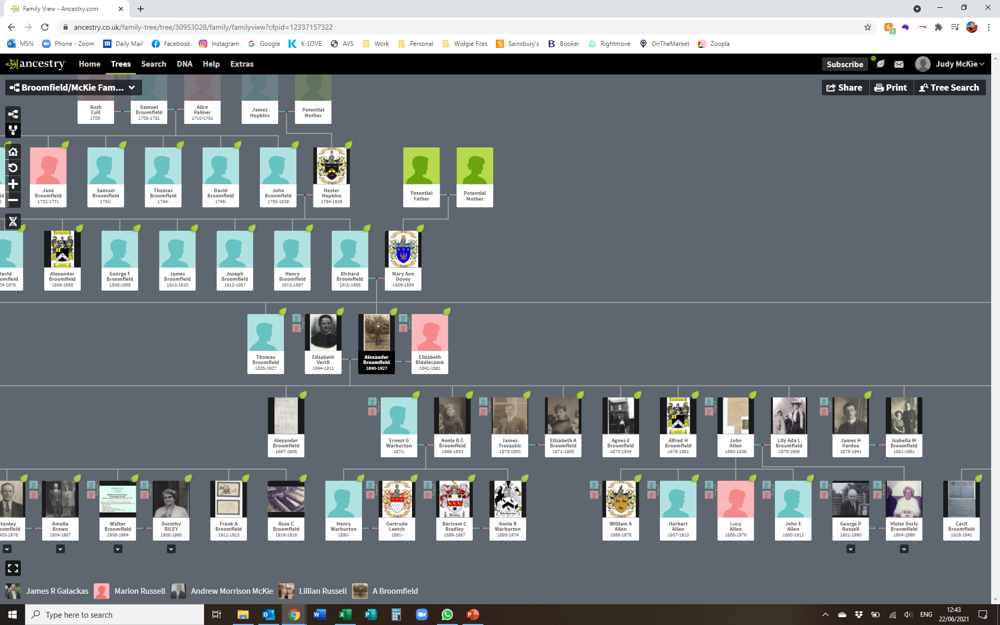 Family View - Ancestry.com
ancestry.co.uk/family-tree/tree/30953028/family/familyview?cfpid=12337157322
1
MSN Phone - Zoom Daily Mail Facebook Instagram Google K-LOVE AVS Work Personal Widgie Files Sainsbury's Booker Rightmove OnTheMarket Zoopla
ancestry Home Trees Search DNA Help Extras Subscribe Judy McKie
Broomfield/McKie Fam... Share Print Tree Search
Ruth Cull 1705-
Samuel Broomfield 1705-1781
Alice Palmer 1710-1781
James Hopkins
Potential Mother
Jane Broomfield 1732-1771
Samuel Broomfield 1742-
Thomas Broomfield 1744-
David Broomfield 1748-
John Broomfield 1750-1836
Hester Hopkins 1764-1836
Potential Father
Potential Mother
David
Alexander Broomfield 1806-1889
George F Broomfield 1808-1889
James Broomfield 1810-1910
Joseph Broomfield 1812-1887
Henry Broomfield 1813-1897
Richard Broomfield 1810-1888
Mary Ann Dovey 1806-1884
Thomas Broomfield 1835-1927
Elizabeth Vertil 1844-1911
Alexander Broomfield 1840-1927
Elizabeth Biddlecomb 1842-1861
Alexander Broomfield 1867-1908
Ernest G Warburton 1871-
Annie B C Broomfield 1869-1953
James Trevaskis 1875-1950
Elizabeth A Broomfield 1871-1955
Agnes E Broomfield 1873-1934
Alfred H Broomfield 1876-1881
John Allen 1860-1938
Lily Ada L Broomfield 1878-1956
James H Pardoe 1875-1941
Isabella M Broomfield 1881-1961
Stanley Broomfield 1903-1978
Amelia Brown 1904-1987
Walter Broomfield 1906-1984
Dorothy RILEY 1908-1990
Frank A Broomfield 1912-1913
Rose C Broomfield 1916-1916
Henry Warburton 1890-
Gertrude Leetch 1891-
Bertram C Bradley 1899-1987
Annie B Warburton 1895-1974
William A Allen 1886-1978
Herbert Allen 1887-1910
Lucy Allen 1888-1976
John E Allen 1890-1911
George P Russell 1901-1990
Violet Doris Broomfield 1904-1999
Cecil Broomfield 1918-1941
James R Galackas Marion Russell Andrew Morrison McKie Lillian Russell A Broomfield
Type here to search
ENG
12:43
22/06/2021